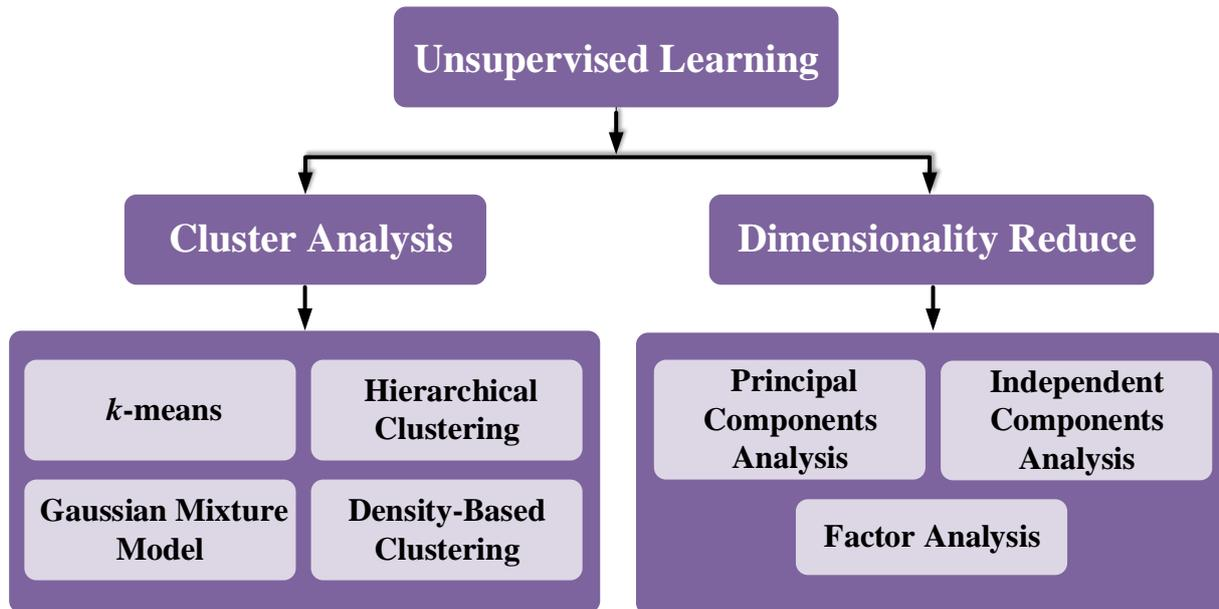 Unsupervised Learning
Cluster Analysis
Dimensionality Reduce
k-means
Hierarchical
Clustering
Gaussian Mixture
Model
Density-Based
Clustering
Principal
Components
Analysis
Independent
Components
Analysis
Factor Analysis